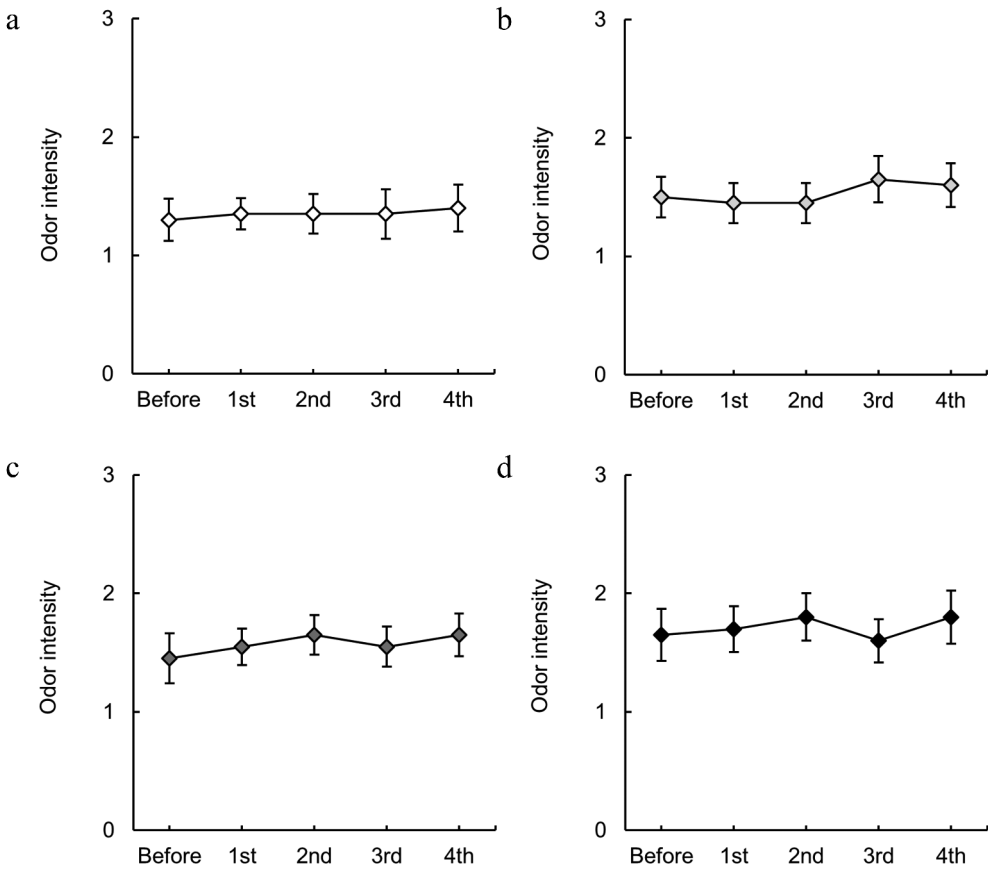 a
3
2
1
0
Odor intensity
Before 1st 2nd 3rd 4th
b
3
2
1
0
Odor intensity
Before 1st 2nd 3rd 4th
c
3
2
1
0
Odor intensity
Before 1st 2nd 3rd 4th
d
3
2
1
0
Odor intensity
Before 1st 2nd 3rd 4th